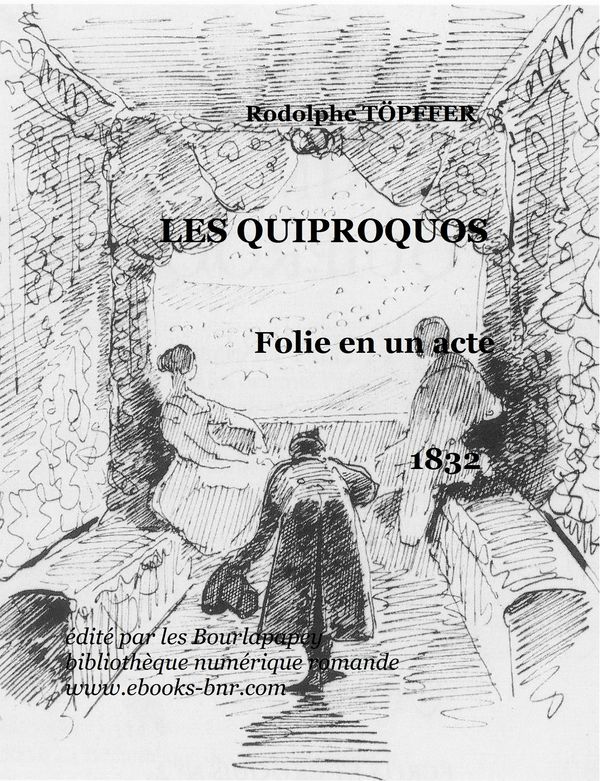 Rodolphe TÖPFFER
LES QUIPROQUOS
Folie en un acte
1832
édité par les Bourlapapey
bibliothèque numérique romande
www.ebooks-bnr.com